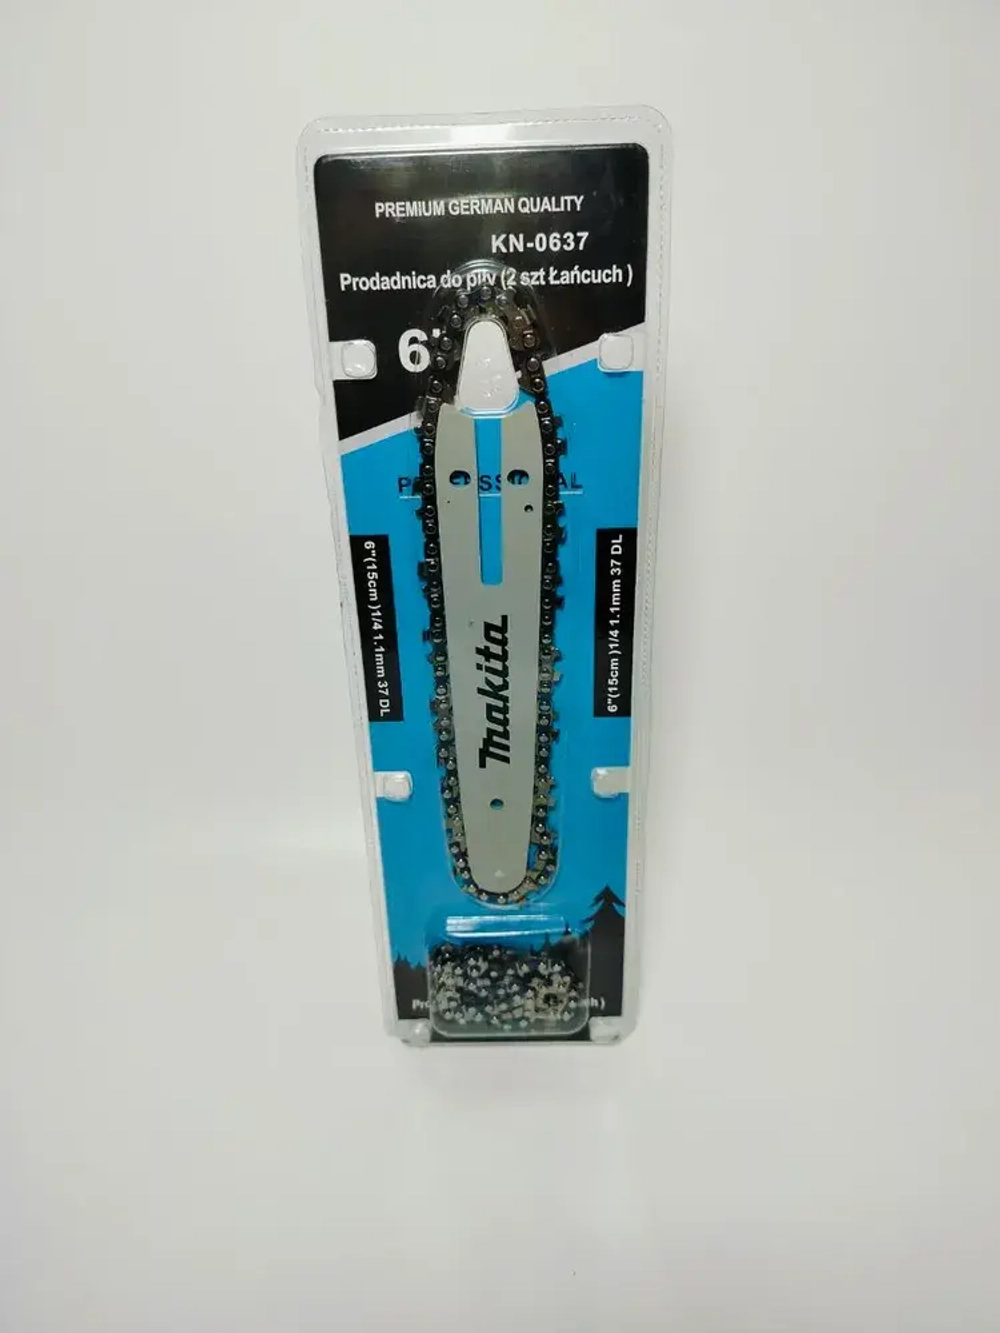 PREMIUM GERMAN QUALITY
KN-0637
Prodadnica do piły (2 szt Łańcuch )
6"
6"(15cm )1/4 1.1mm 37 DL
6"(15cm )1/4 1.1mm 37 DL
makita